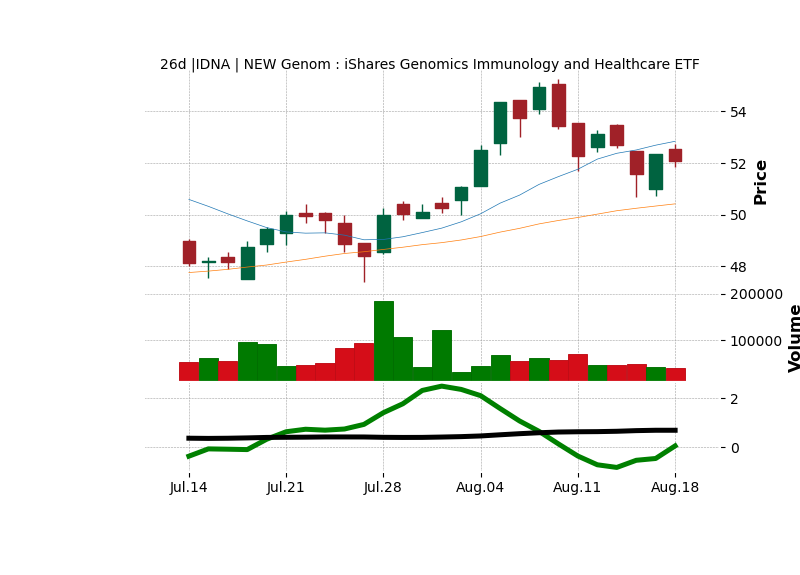 26d |IDNA | NEW Genom : iShares Genomics Immunology and Healthcare ETF
54
52
50
48
Price
200000
100000
Volume
2
0
Jul.14 Jul.21 Jul.28 Aug.04 Aug.11 Aug.18